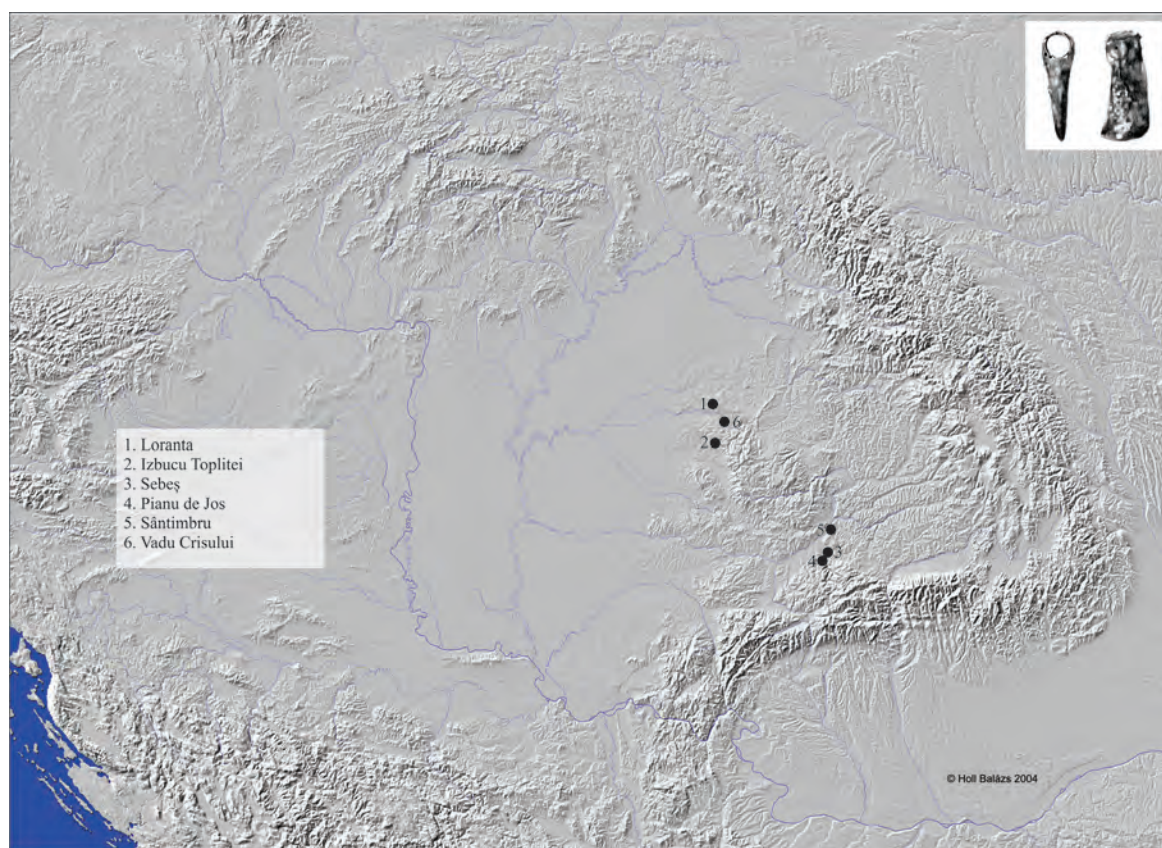 1
6
2
1. Loranta
2. Izbucu Toplitei
3. Sebeș
4. Pianu de Jos
5. Sântimbru
6. Vadu Crisului
5
3
4
© Holl Balázs 2004